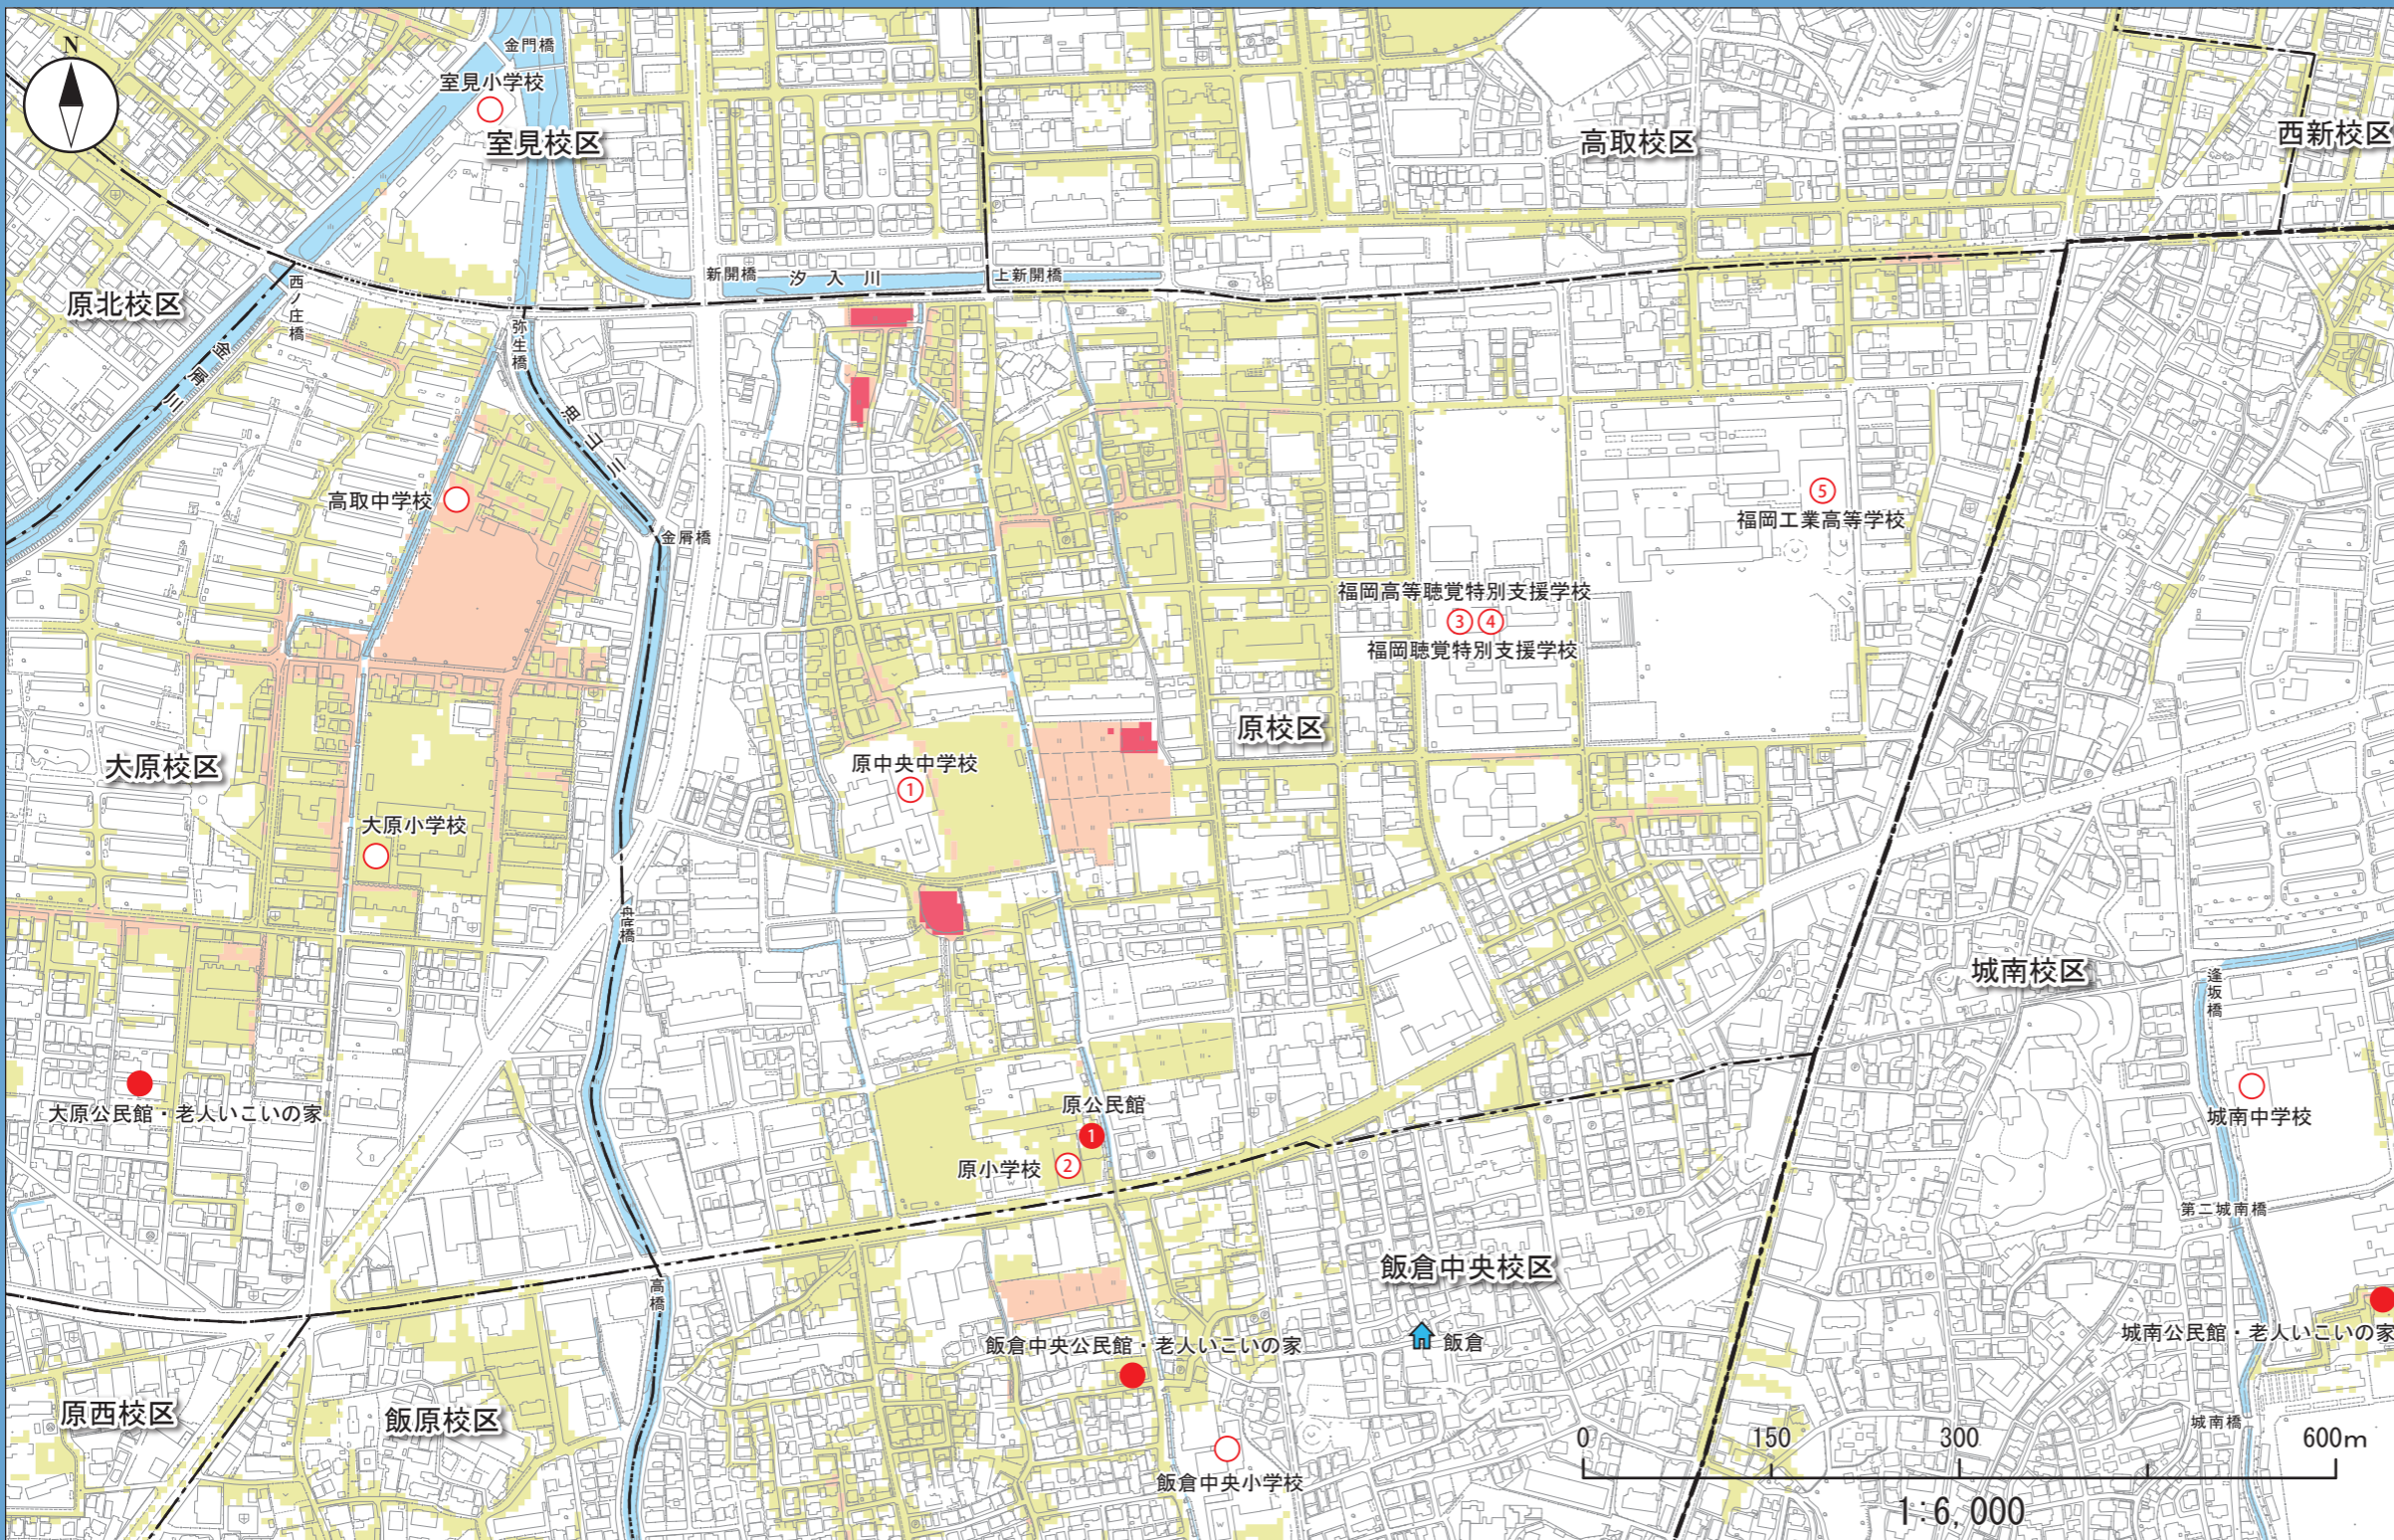 N
金門橋
室見小学校
室見校区
高取校区
西新校区
原北校区
西ノ庄橋
新開橋
汐入川
上新開橋
弥生橋
金屑川
油山川
高取中学校
金屑橋
⑤
福岡工業高等学校
福岡高等聴覚特別支援学校
③ ④
福岡聴覚特別支援学校
原校区
大原校区
原中央中学校
①
大原小学校
舟底橋
城南校区
逢坂橋
大原公民館・老人いこいの家
原公民館
1
原小学校
②
城南中学校
第二城南橋
飯倉中央校区
高橋
飯倉
飯倉中央公民館・老人いこいの家
城南公民館・老人いこいの家
原西校区
飯原校区
城南橋
飯倉中央小学校
0 150 300 600m
1:6,000